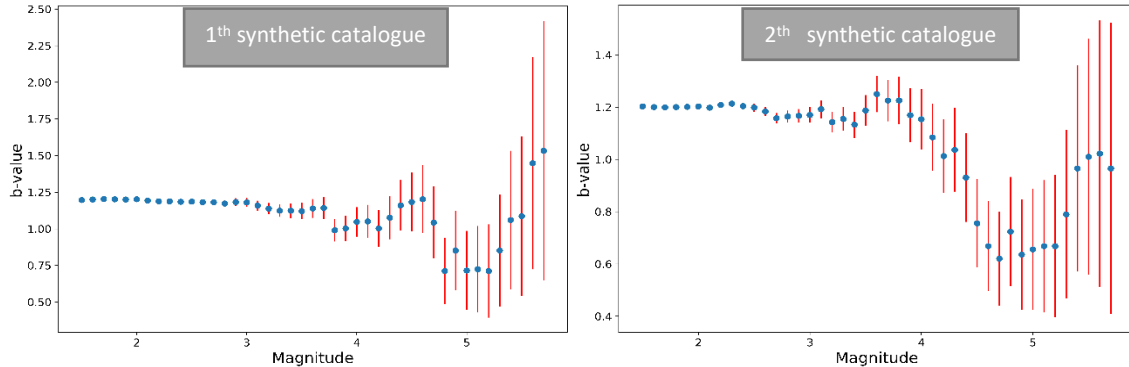 1th synthetic catalogue
2.50
2.25
2.00
1.75
1.50
1.25
1.00
0.75
0.50
b-value
2 3 4 5
Magnitude
2th synthetic catalogue
1.4
1.2
1.0
0.8
0.6
0.4
b-value
2 3 4 5
Magnitude